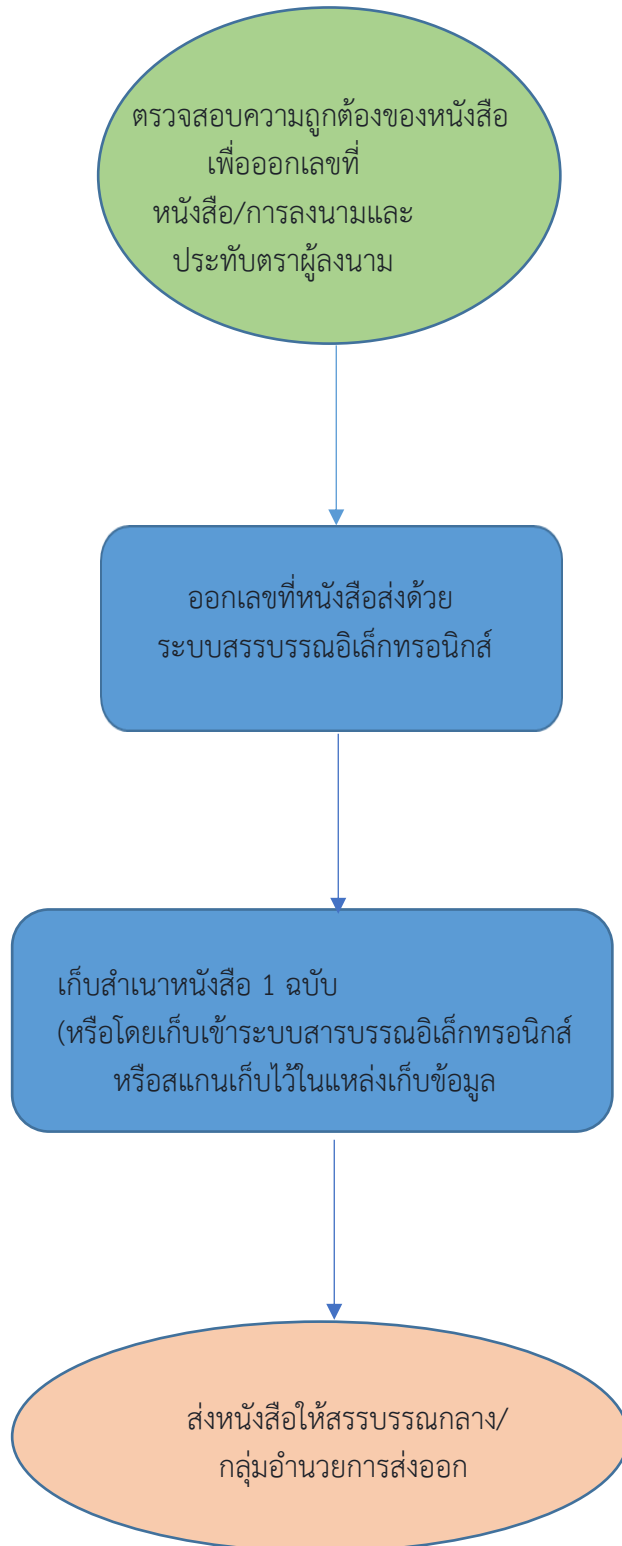 ตรวจสอบความถูกต้องของหนังสือ
เพื่อออกเลขที่
หนังสือ/การลงนามและ
ประทับตราผู้ลงนาม
ออกเลขที่หนังสือส่งด้วย
ระบบสรรบรรณอิเล็กทรอนิกส์
เก็บสำเนาหนังสือ 1 ฉบับ
(หรือโดยเก็บเข้าระบบสารบรรณอิเล็กทรอนิกส์
หรือสแกนเก็บไว้ในแหล่งเก็บข้อมูล
ส่งหนังสือให้สรรบรรณกลาง/
กลุ่มอำนวยการส่งออก